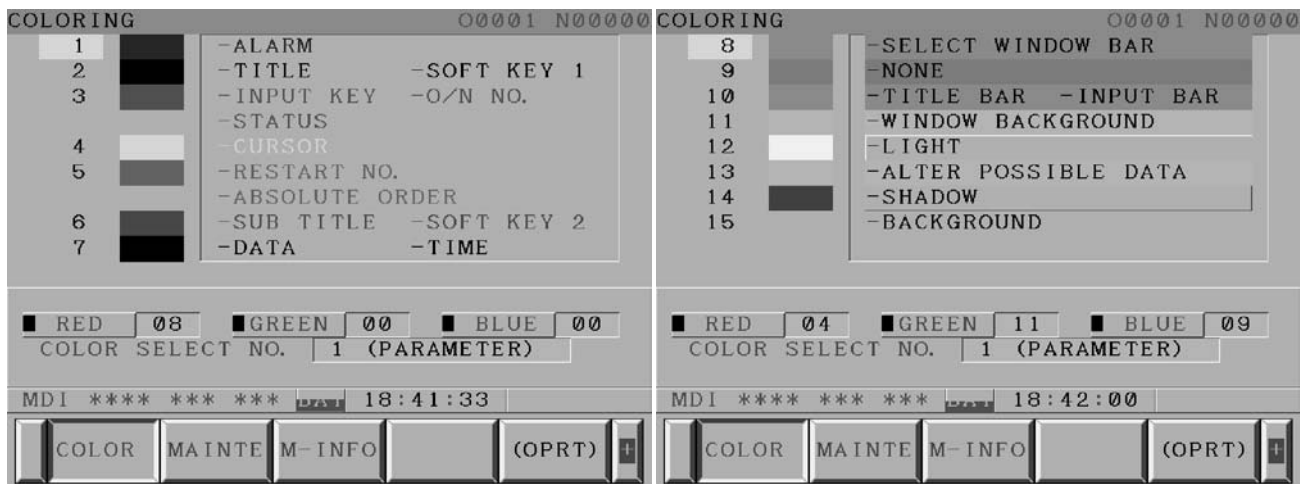 COLORING O0001 N00000
1 -ALARM
2 -TITLE -SOFT KEY 1
3 -INPUT KEY -O/N NO.
-STATUS
4 -CURSOR
5 -RESTART NO.
-ABSOLUTE ORDER
6 -SUB TITLE -SOFT KEY 2
7 -DATA -TIME
RED 08 GREEN 00 BLUE 00
COLOR SELECT NO. 1 (PARAMETER)
MDI **** *** *** BAT 18:41:33
COLOR MAINTE M-INFO (OPRT) +
COLORING O0001 N00000
8 -SELECT WINDOW BAR
9 -NONE
10 -TITLE BAR -INPUT BAR
11 -WINDOW BACKGROUND
12 -LIGHT
13 -ALTER POSSIBLE DATA
14 -SHADOW
15 -BACKGROUND
RED 04 GREEN 11 BLUE 09
COLOR SELECT NO. 1 (PARAMETER)
MDI **** *** *** BAT 18:42:00
COLOR MAINTE M-INFO (OPRT) +